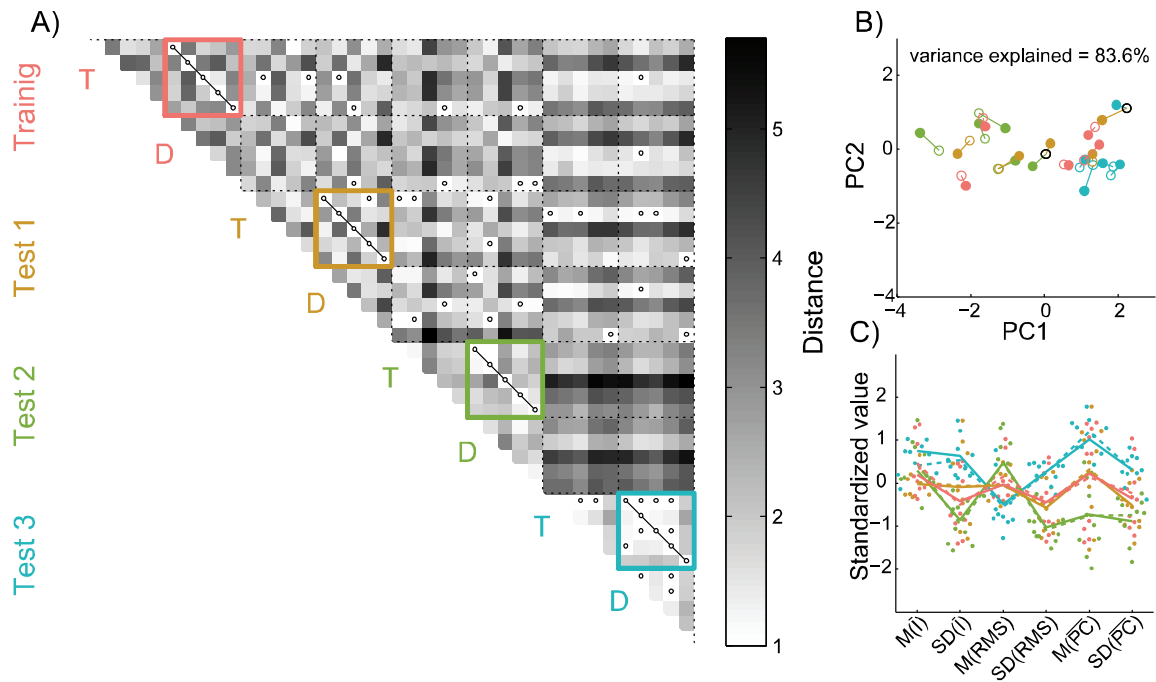 A)
Trainig
Test 1
Test 2
Test 3
T
D
T
D
T
D
T
D
5
4
3
2
1
Distance
B)
variance explained = 83.6%
2
0
−2
−4
−4
−2
0
2
PC2
PC1
C)
Standardized value
2
1
0
−1
−2
M(I)
SD(I)
M(RMS)
SD(RMS)
M(P̅C̅)
SD(P̅C̅)